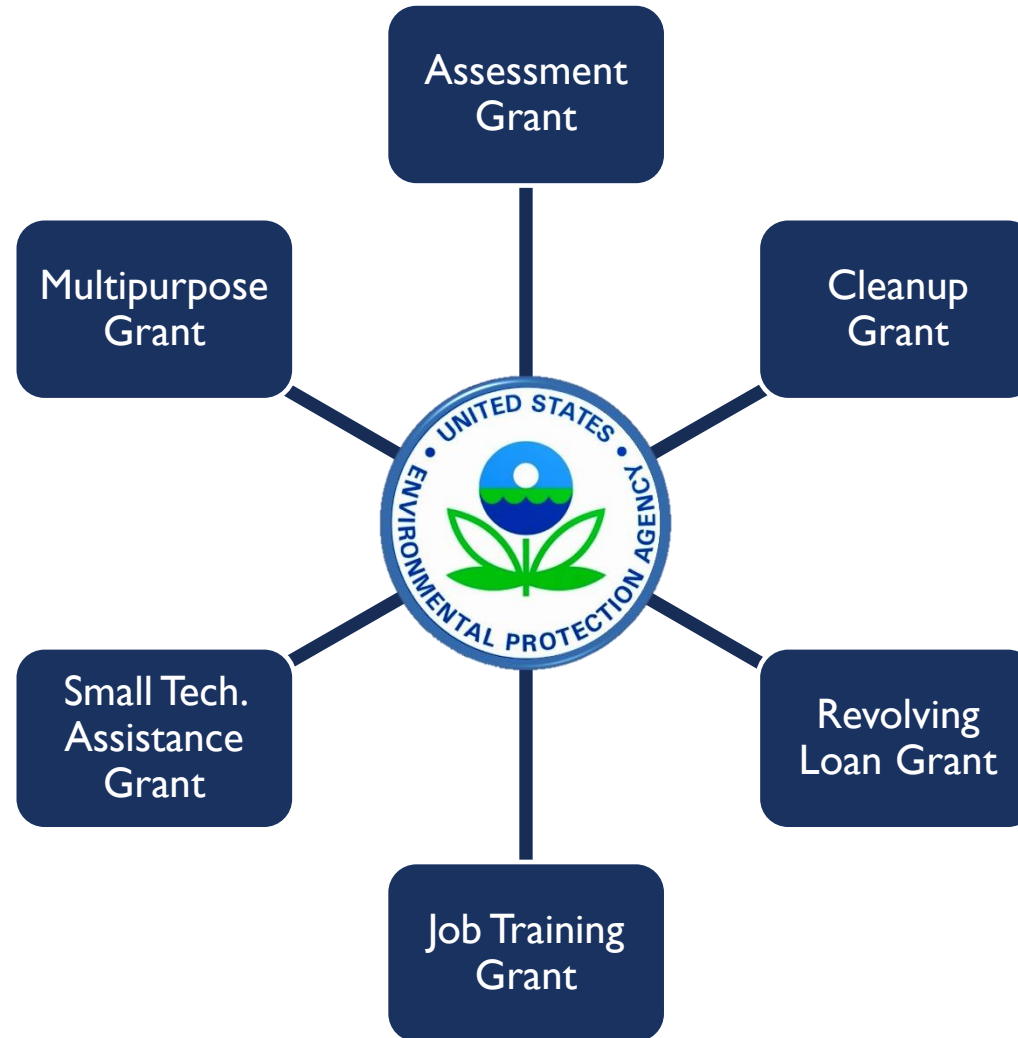 Assessment
Grant
Multipurpose
Grant
Cleanup
Grant
UNITED STATES
ENVIRONMENTAL PROTECTION AGENCY
Small Tech.
Assistance
Grant
Revolving
Loan Grant
Job Training
Grant